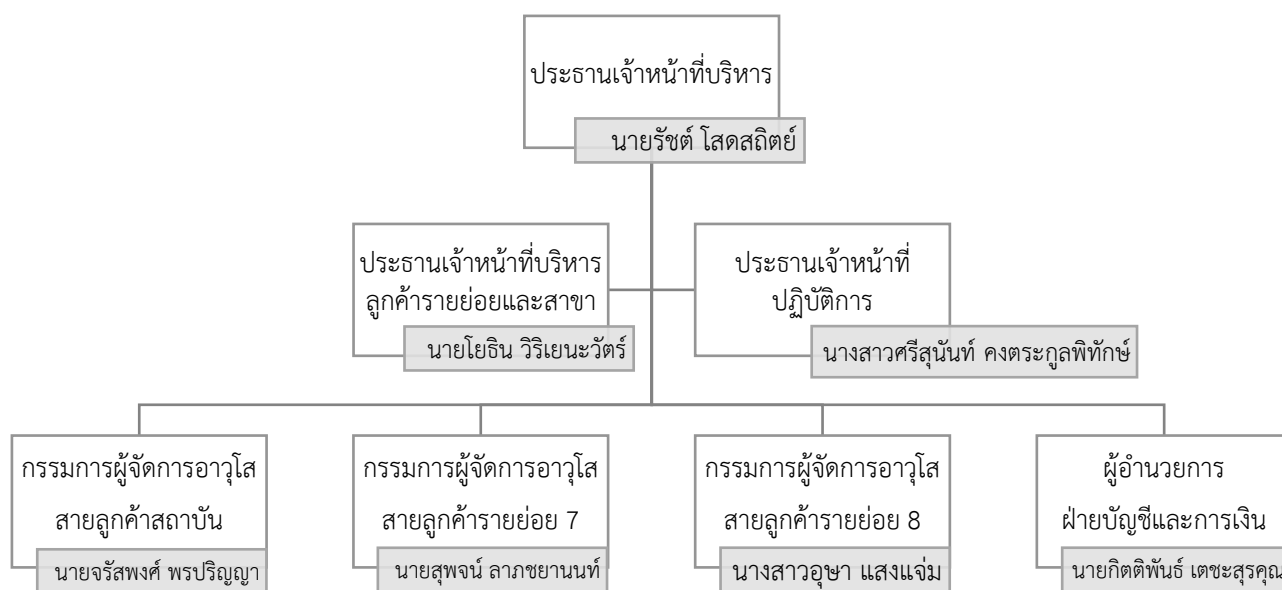 ประธานเจ้าหน้าที่บริหาร
นายรัชต์ โสดสถิตย์
ประธานเจ้าหน้าที่บริหาร
ลูกค้ารายย่อยและสาขา
นายโยธิน วิริเยนะวัตร์
ประธานเจ้าหน้าที่
ปฏิบัติการ
นางสาวศรีสุนันท์ คงตระกูลพิทักษ์
กรรมการผู้จัดการอาวุโส
สายลูกค้าสถาบัน
นายจรัสพงศ์ พรปริญญา
กรรมการผู้จัดการอาวุโส
สายลูกค้ารายย่อย 7
นายสุพจน์ ลาภชยานนท์
กรรมการผู้จัดการอาวุโส
สายลูกค้ารายย่อย 8
นางสาวอุษา แสงแจ่ม
ผู้อำนวยการ
ฝ่ายบัญชีและการเงิน
นายกิตติพันธ์ เตชะสุรคุณ